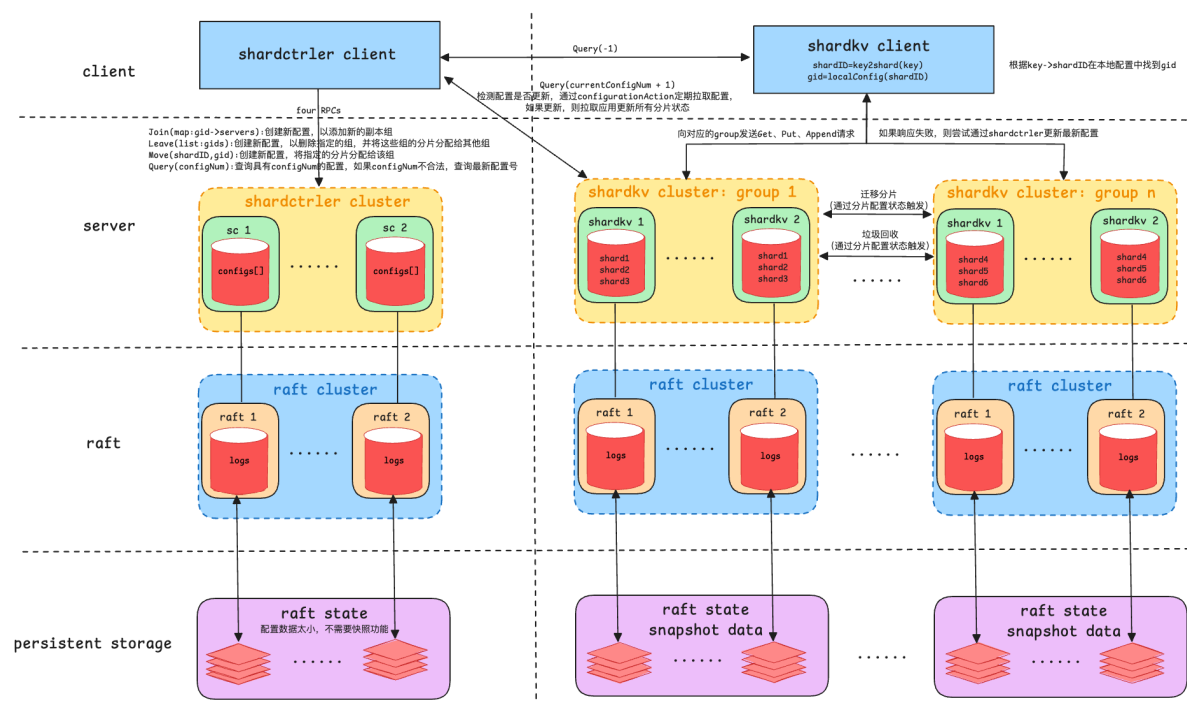 client
shardctrler client
Query(-1)
shardkv client
shardID=key2shard(key)
gid=localConfig(shardID)
根据key->shardID在本地配置中找到gid
Query(currentConfigNum + 1)
检测配置是否更新，通过configurationAction定期拉取配置，
如果更新，则拉取应用更新所有分片状态
four RPCs
Join(map:gid->servers):创建新配置，以添加新的副本组
Leave(list:gids)：创建新配置，以删除指定的组，并将这些组的分片分配给其他组
Move(shardID,gid)：创建新配置，将指定的分片分配给该组
Query(configNum)：查询具有configNum的配置，如果configNum不合法，查询最新配置号
向对应的group发送Get、Put、Append请求
如果响应失败，则尝试通过shardctrler更新最新配置
server
shardctrler cluster
sc 1
configs[]
......
sc 2
configs[]
shardkv cluster: group 1
shardkv 1
shard1
shard2
shard3
......
shardkv 2
shard1
shard2
shard3
迁移分片
(通过分片配置状态触发)
垃圾回收
(通过分片配置状态触发)
......
shardkv cluster: group n
shardkv 1
shard4
shard5
shard6
......
shardkv 2
shard4
shard5
shard6
raft
raft cluster
raft 1
logs
......
raft 2
logs
raft cluster
raft 1
logs
......
raft 2
logs
......
raft cluster
raft 1
logs
......
raft 2
logs
persistent storage
raft state
配置数据太小，不需要快照功能
......
raft state
snapshot data
......
......
raft state
snapshot data
......